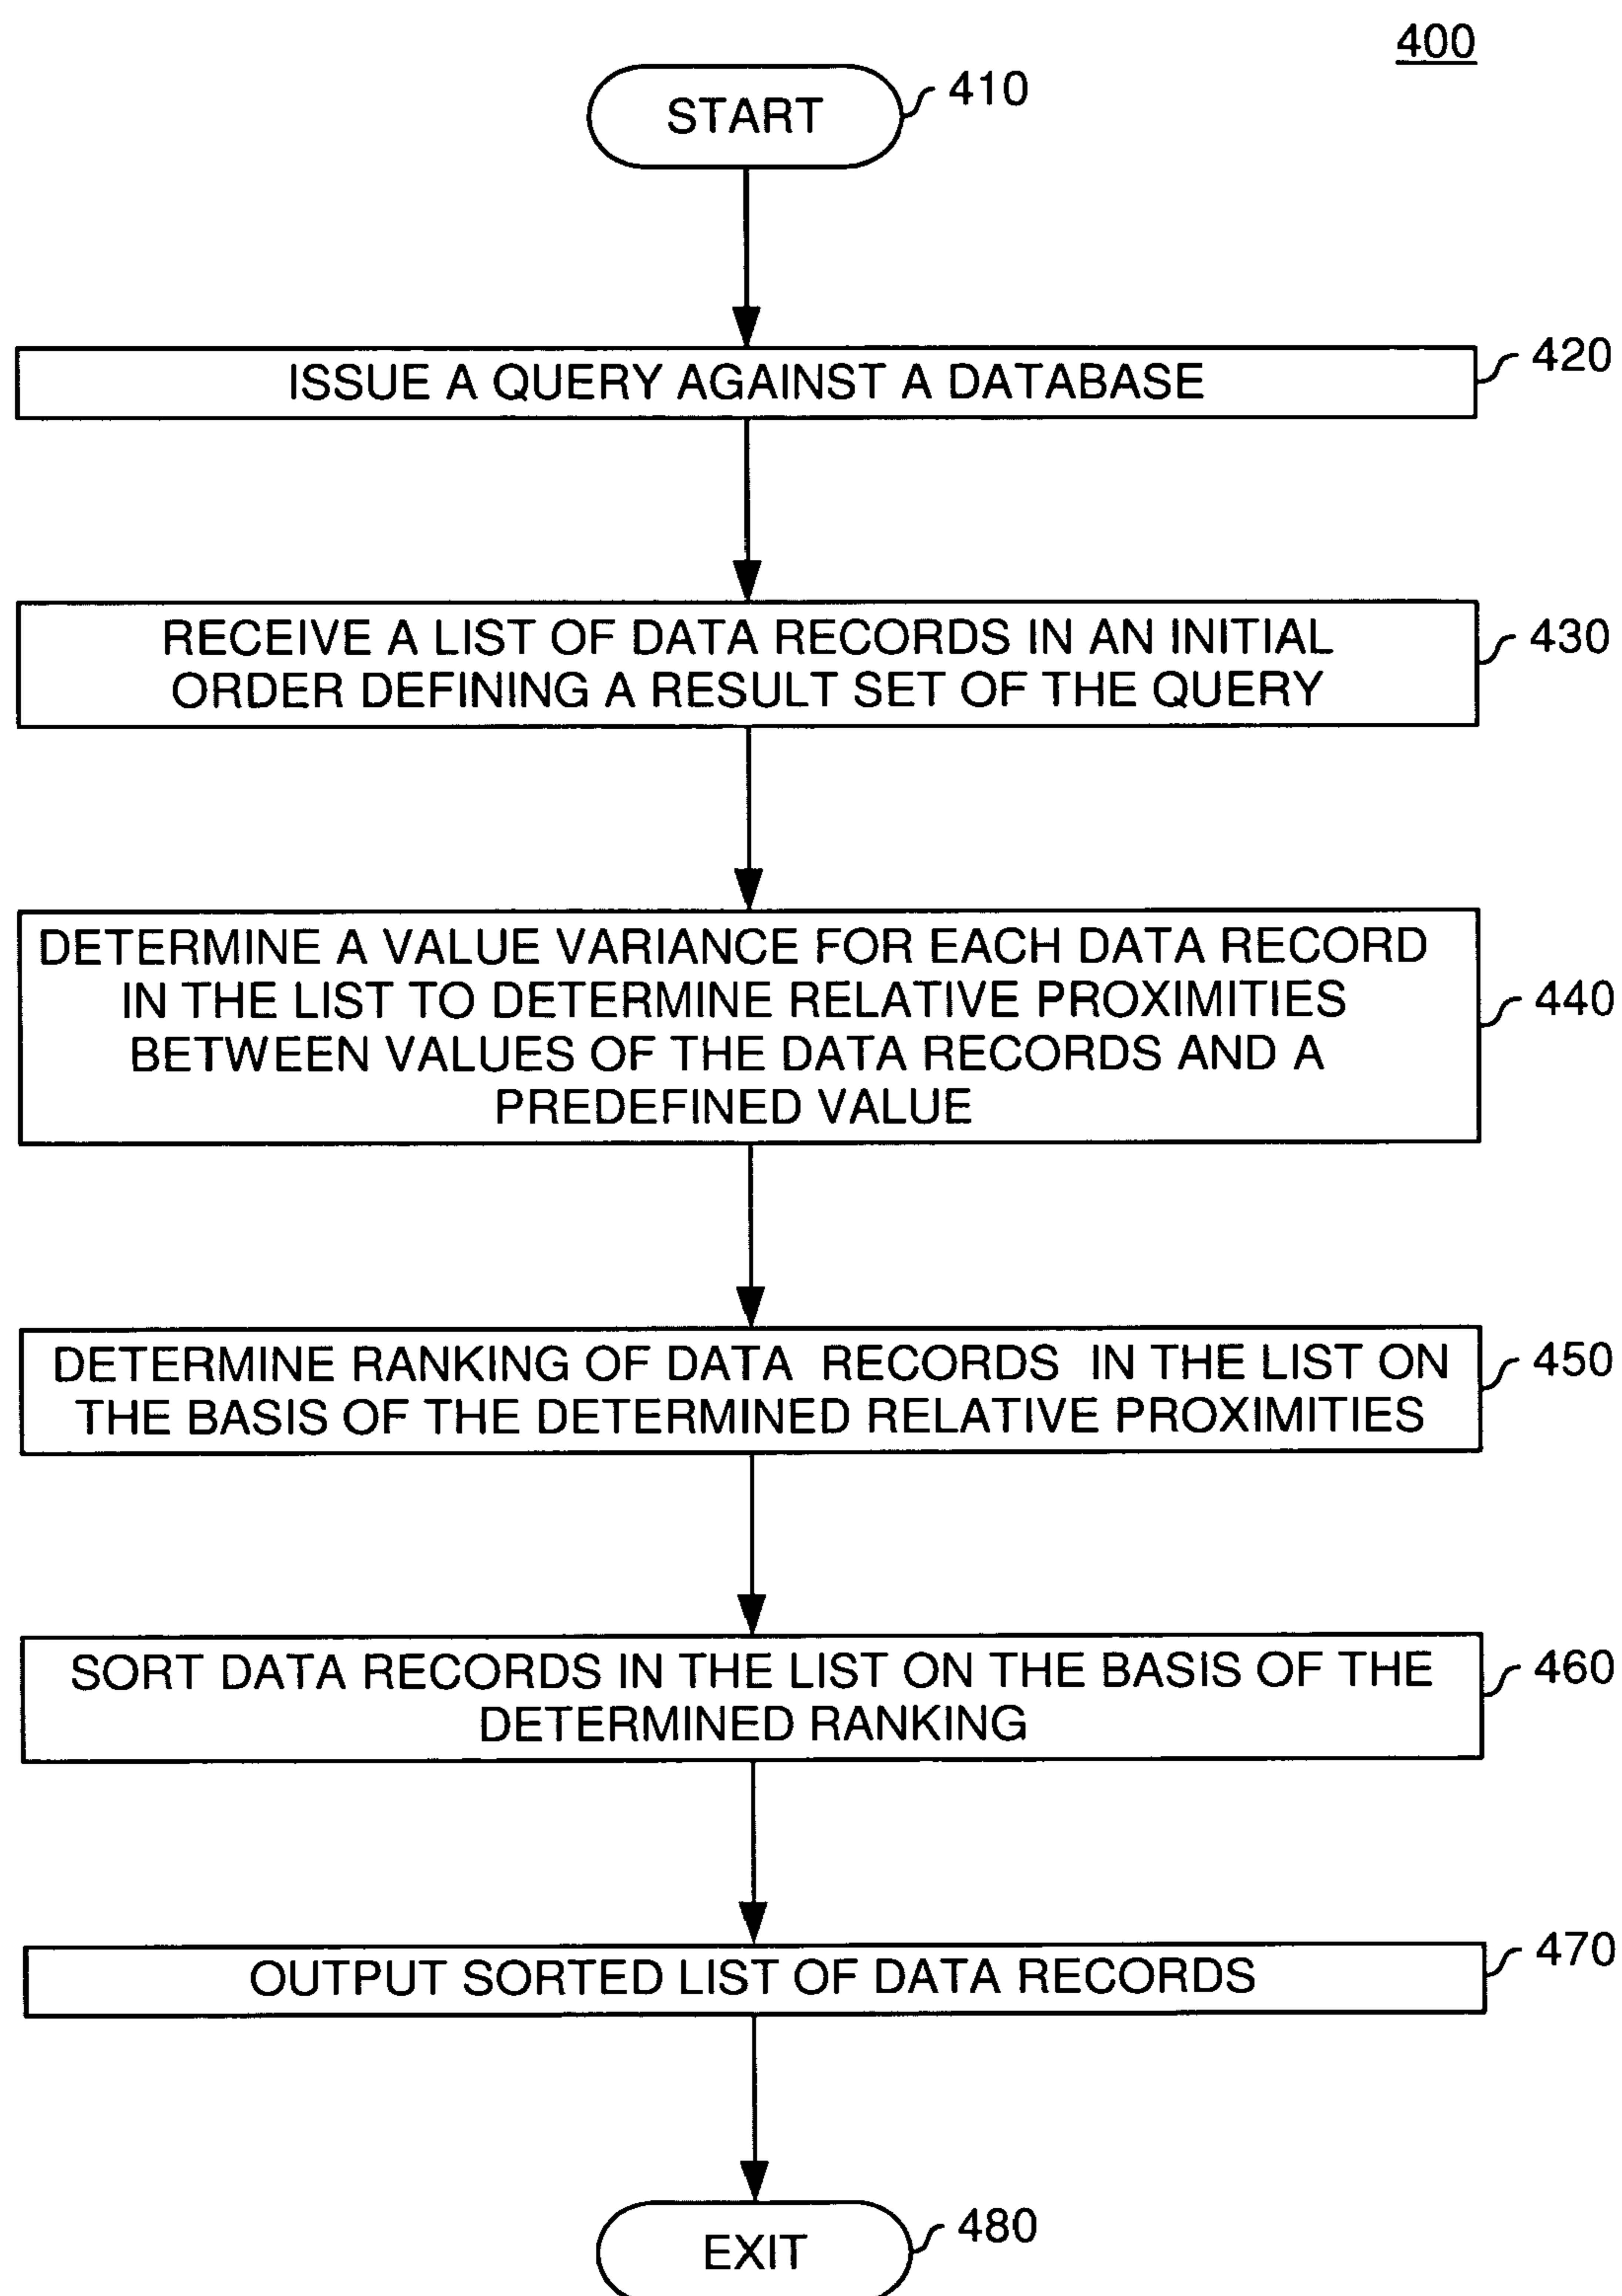 400
START
410
ISSUE A QUERY AGAINST A DATABASE
420
RECEIVE A LIST OF DATA RECORDS IN AN INITIAL
ORDER DEFINING A RESULT SET OF THE QUERY
430
DETERMINE A VALUE VARIANCE FOR EACH DATA RECORD
IN THE LIST TO DETERMINE RELATIVE PROXIMITIES
BETWEEN VALUES OF THE DATA RECORDS AND A
PREDEFINED VALUE
440
DETERMINE RANKING OF DATA RECORDS IN THE LIST ON
THE BASIS OF THE DETERMINED RELATIVE PROXIMITIES
450
SORT DATA RECORDS IN THE LIST ON THE BASIS OF THE
DETERMINED RANKING
460
OUTPUT SORTED LIST OF DATA RECORDS
470
EXIT
480